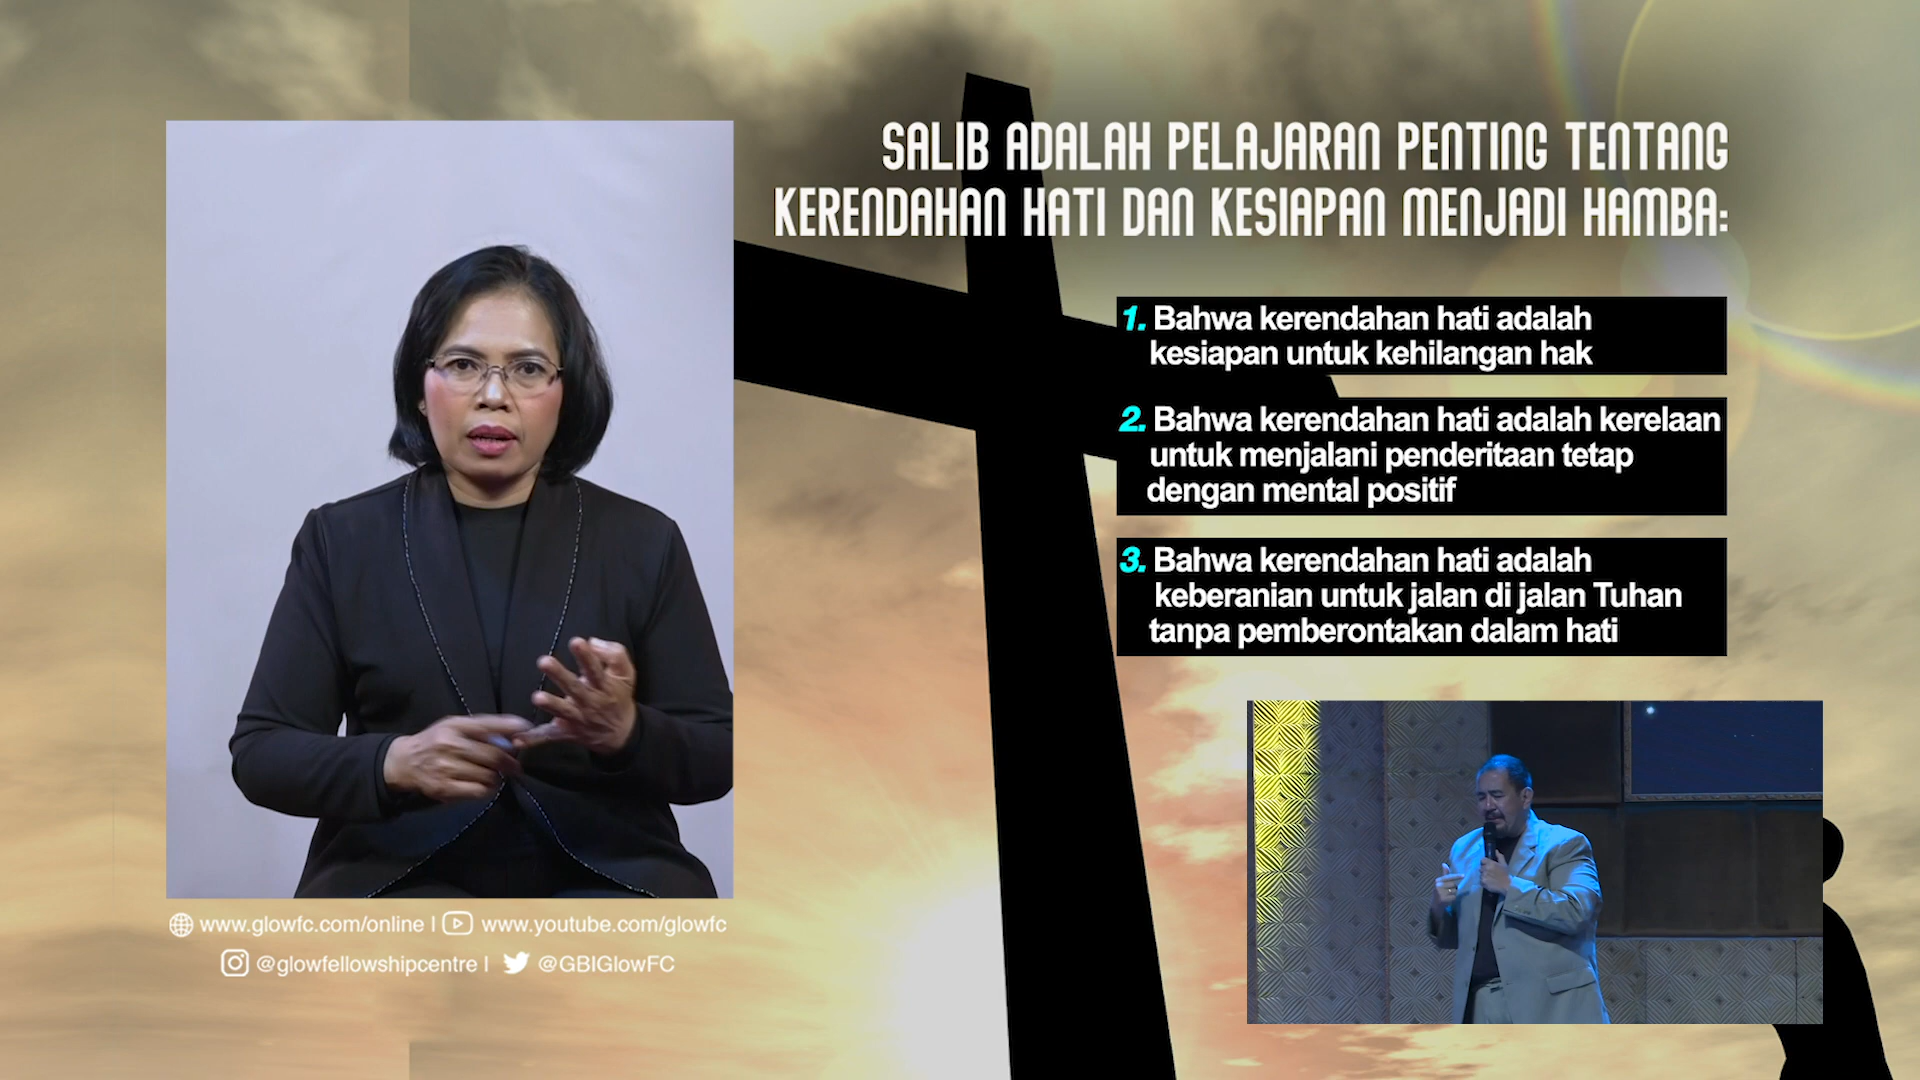 SALIB ADALAH PELAJARAN PENTING TENTANG
KERENDAHAN HATI DAN KESIAPAN MENJADI HAMBA:
1. Bahwa kerendahan hati adalah
kesiapan untuk kehilangan hak
2. Bahwa kerendahan hati adalah kerelaan
untuk menjalani penderitaan tetap
dengan mental positif
3. Bahwa kerendahan hati adalah
keberanian untuk jalan di jalan Tuhan
tanpa pemberontakan dalam hati
www.glowfc.com/online | www.youtube.com/glowfc
@glowfellowshipcentre | @GBIGlowFC